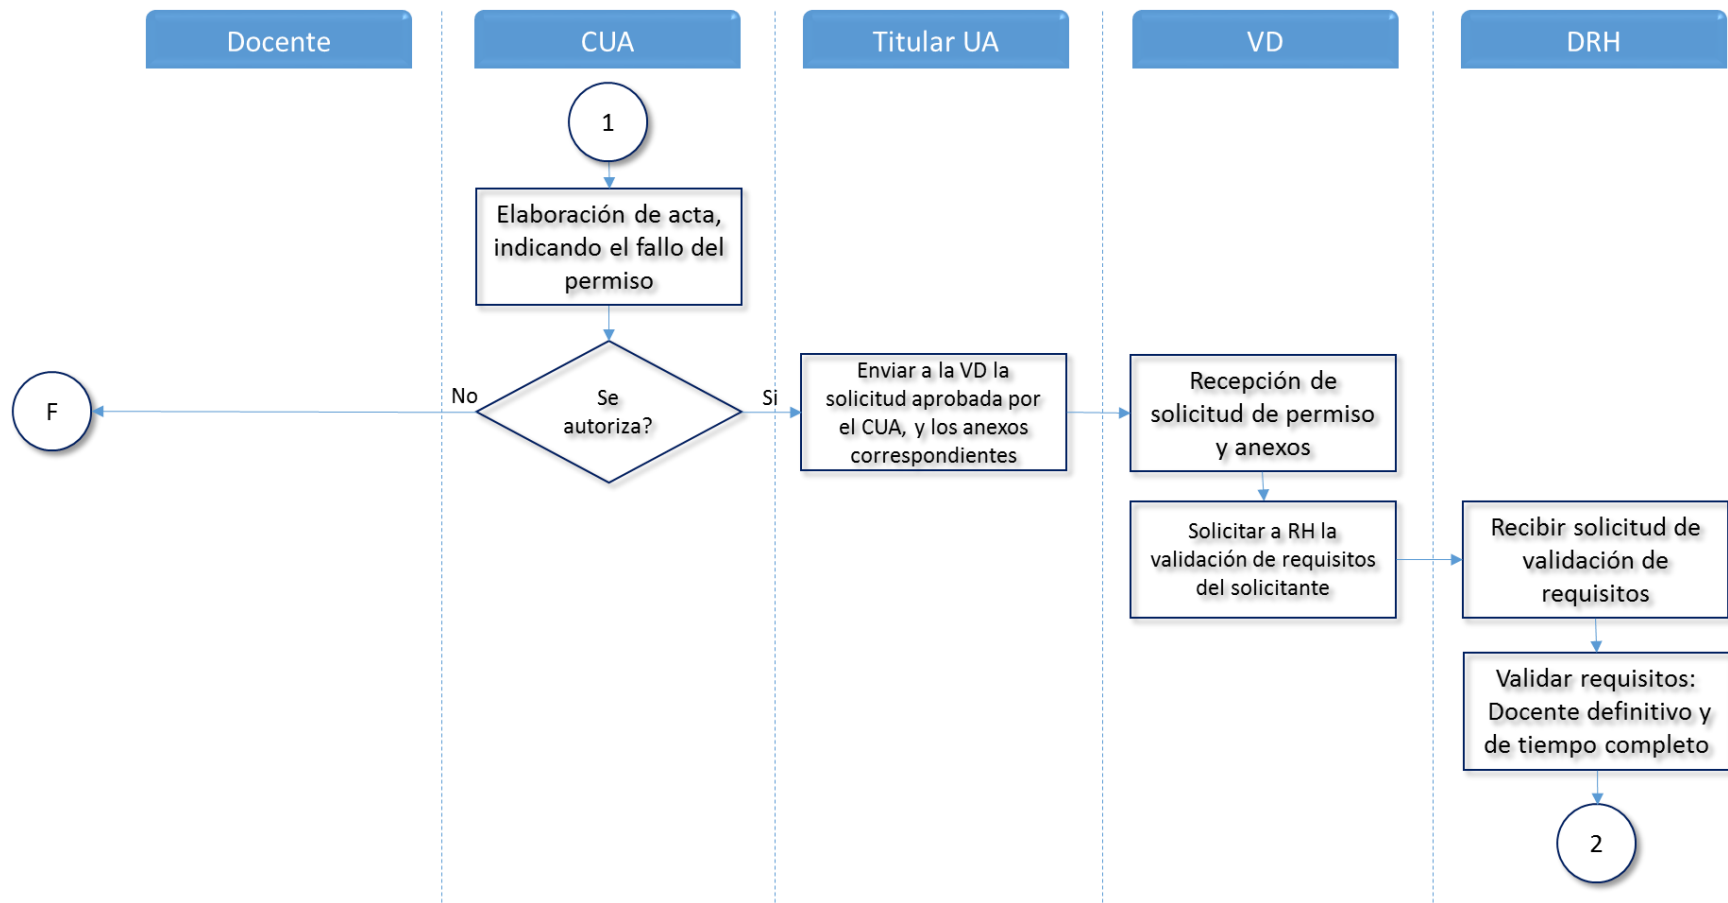 Docente
CUA
Titular UA
VD
DRH
1
Elaboración de acta,
indicando el fallo del
permiso
No
Se
autoriza?
Si
F
Enviar a la VD la
solicitud aprobada por
el CUA, y los anexos
correspondientes
Recepción de
solicitud de permiso
y anexos
Solicitar a RH la
validación de requisitos
del solicitante
Recibir solicitud de
validación de
requisitos
Validar requisitos:
Docente definitivo y
de tiempo completo
2